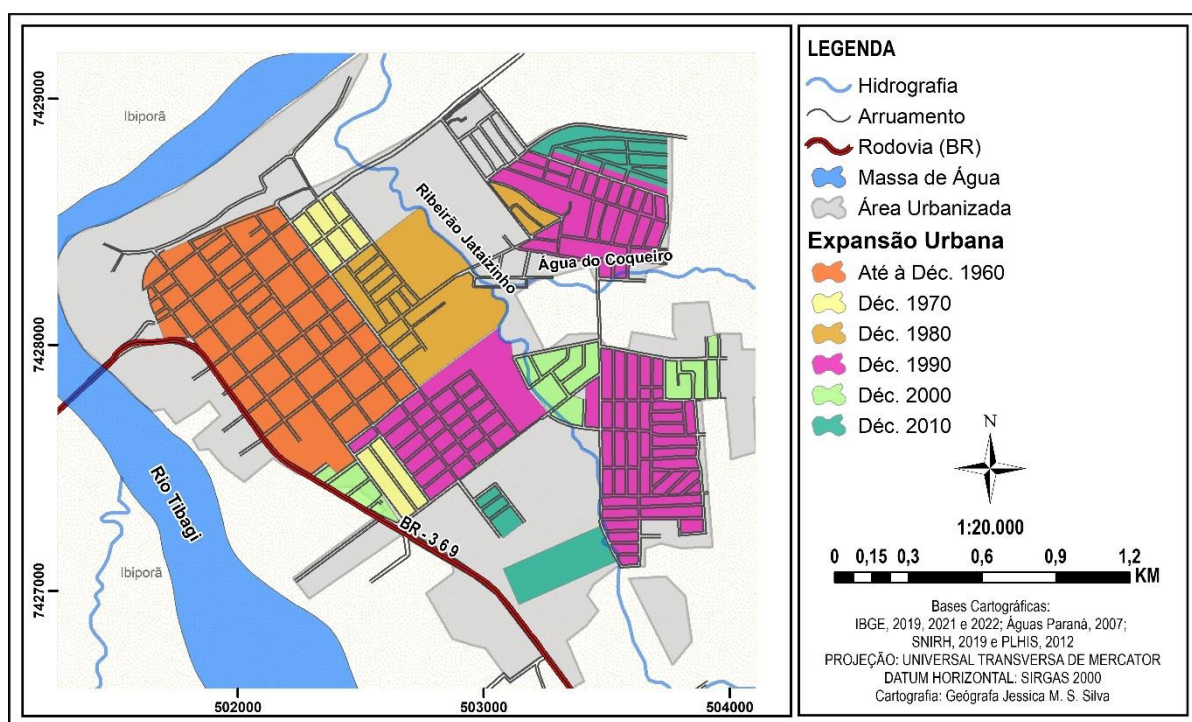 7429000
7428000
7427000
502000
503000
504000
Ibiporã
Ribeirão Jataizinho
Água do Coqueiro
Rio Tibagi
BR-369
Ibiporã
LEGENDA
Hidrografia
Arruamento
Rodovia (BR)
Massa de Água
Área Urbanizada
Expansão Urbana
Até à Déc. 1960
Déc. 1970
Déc. 1980
Déc. 1990
Déc. 2000
Déc. 2010
N
1:20.000
0 0,15 0,3 0,6 0,9 1,2
KM
Bases Cartográficas:
IBGE, 2019, 2021 e 2022; Águas Paraná, 2007;
SNIRH, 2019 e PLHIS, 2012
PROJEÇÃO: UNIVERSAL TRANSVERSA DE MERCATOR
DATUM HORIZONTAL: SIRGAS 2000
Cartografia: Geógrafa Jessica M. S. Silva